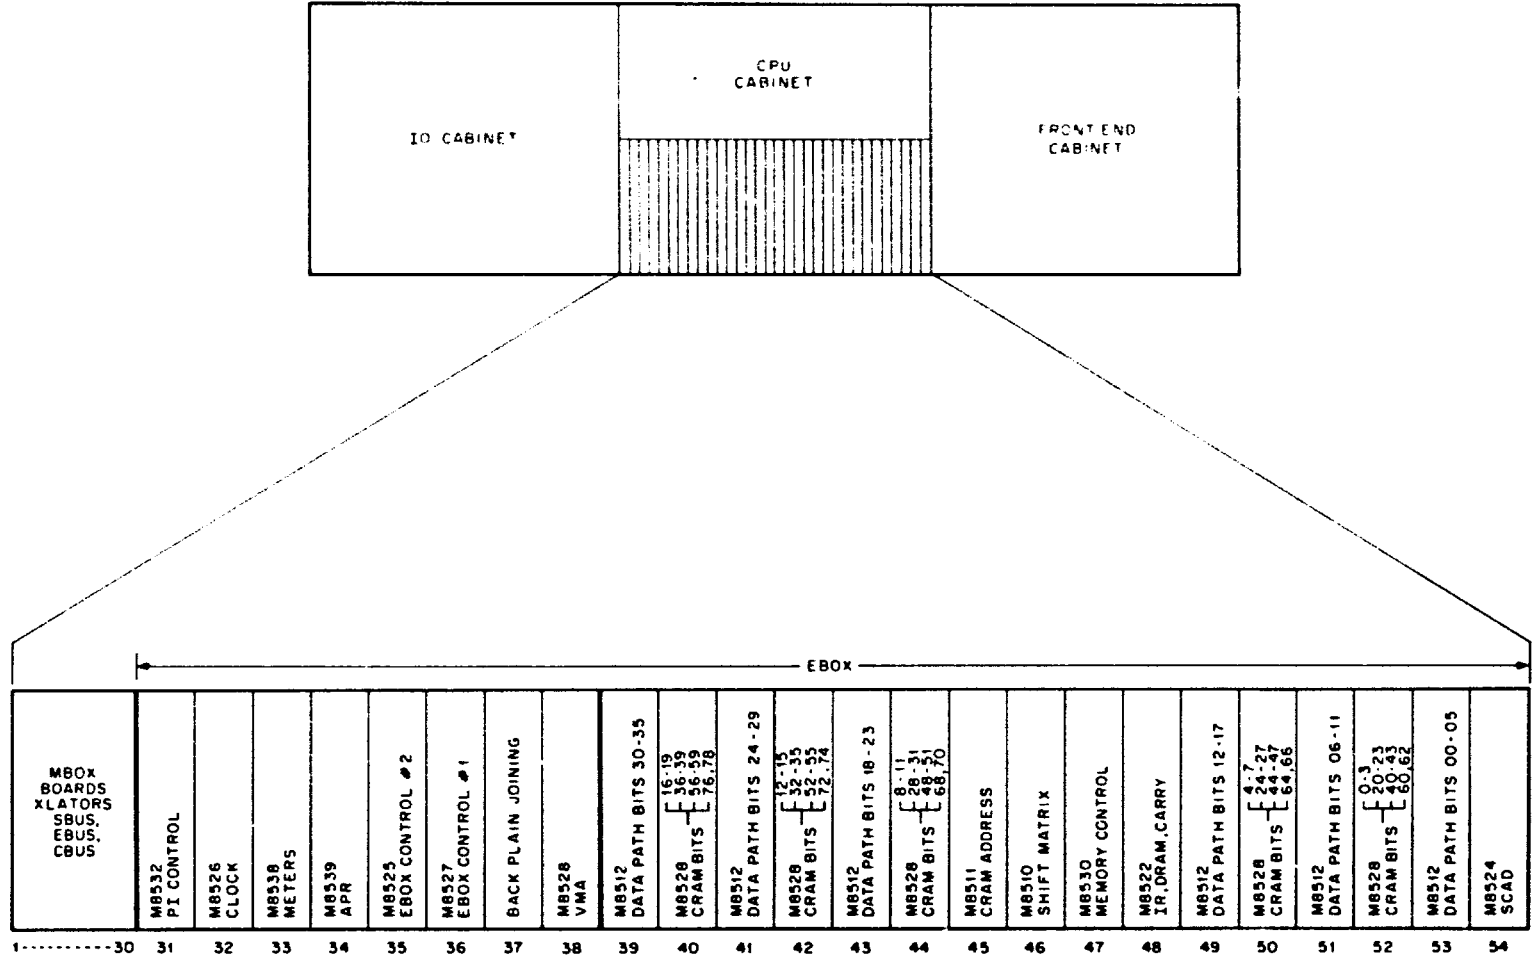 CPU
CABINET
IO CABINET
FRONT END
CABINET
EBOX
MBOX
BOARDS
XLATORS
SBUS,
EBUS,
CBUS
M8532
PI CONTROL
M8526
CLOCK
M8538
METERS
M8539
APR
M8525
EBOX CONTROL #2
M8527
EBOX CONTROL #1
BACK PLAIN JOINING
M8528
VMA
M8512
DATA PATH BITS 30-35
M8528
CRAM BITS
16-19
36-39
56-59
76,78
M8512
DATA PATH BITS 24-29
M8528
CRAM BITS
12-15
32-35
52-55
72,74
M8512
DATA PATH BITS 18-23
M8528
CRAM BITS
8-11
28-31
48-51
68,70
M8511
CRAM ADDRESS
M8510
SHIFT MATRIX
M8530
MEMORY CONTROL
M8522
IR,DRAM,CARRY
M8512
DATA PATH BITS 12-17
M8528
CRAM BITS
4-7
24-27
44-47
64,66
M8512
DATA PATH BITS 06-11
M8528
CRAM BITS
0-3
20-23
40-43
60,62
M8512
DATA PATH BITS 00-05
M8524
SCAD
1---------30 31 32 33 34 35 36 37 38 39 40 41 42 43 44 45 46 47 48 49 50 51 52 53 54